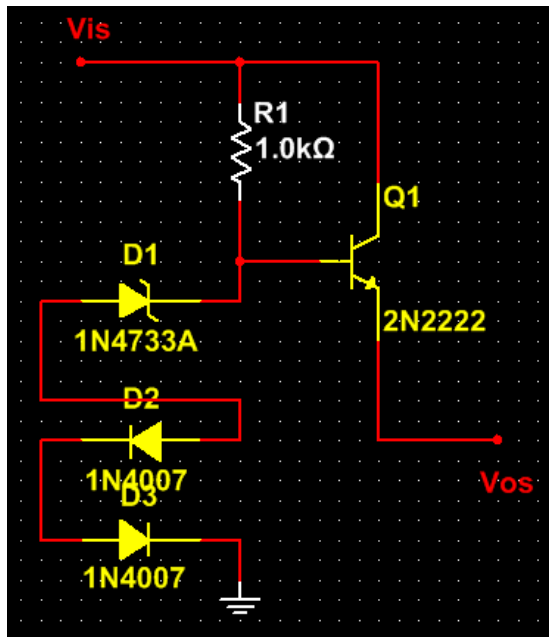 Vis
R1
1.0kΩ
Q1
D1
2N2222
1N4733A
D2
1N4007
Vos
D3
1N4007